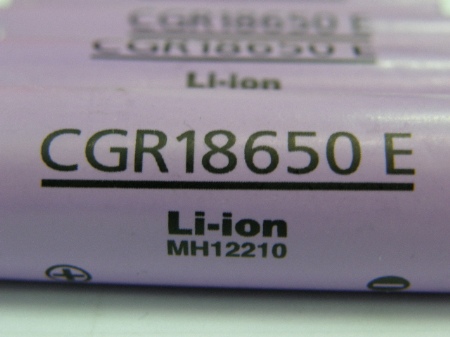 CGR18650 E
CGR18650 E
Li-ion
CGR18650 E
Li-ion
MH12210
+
-